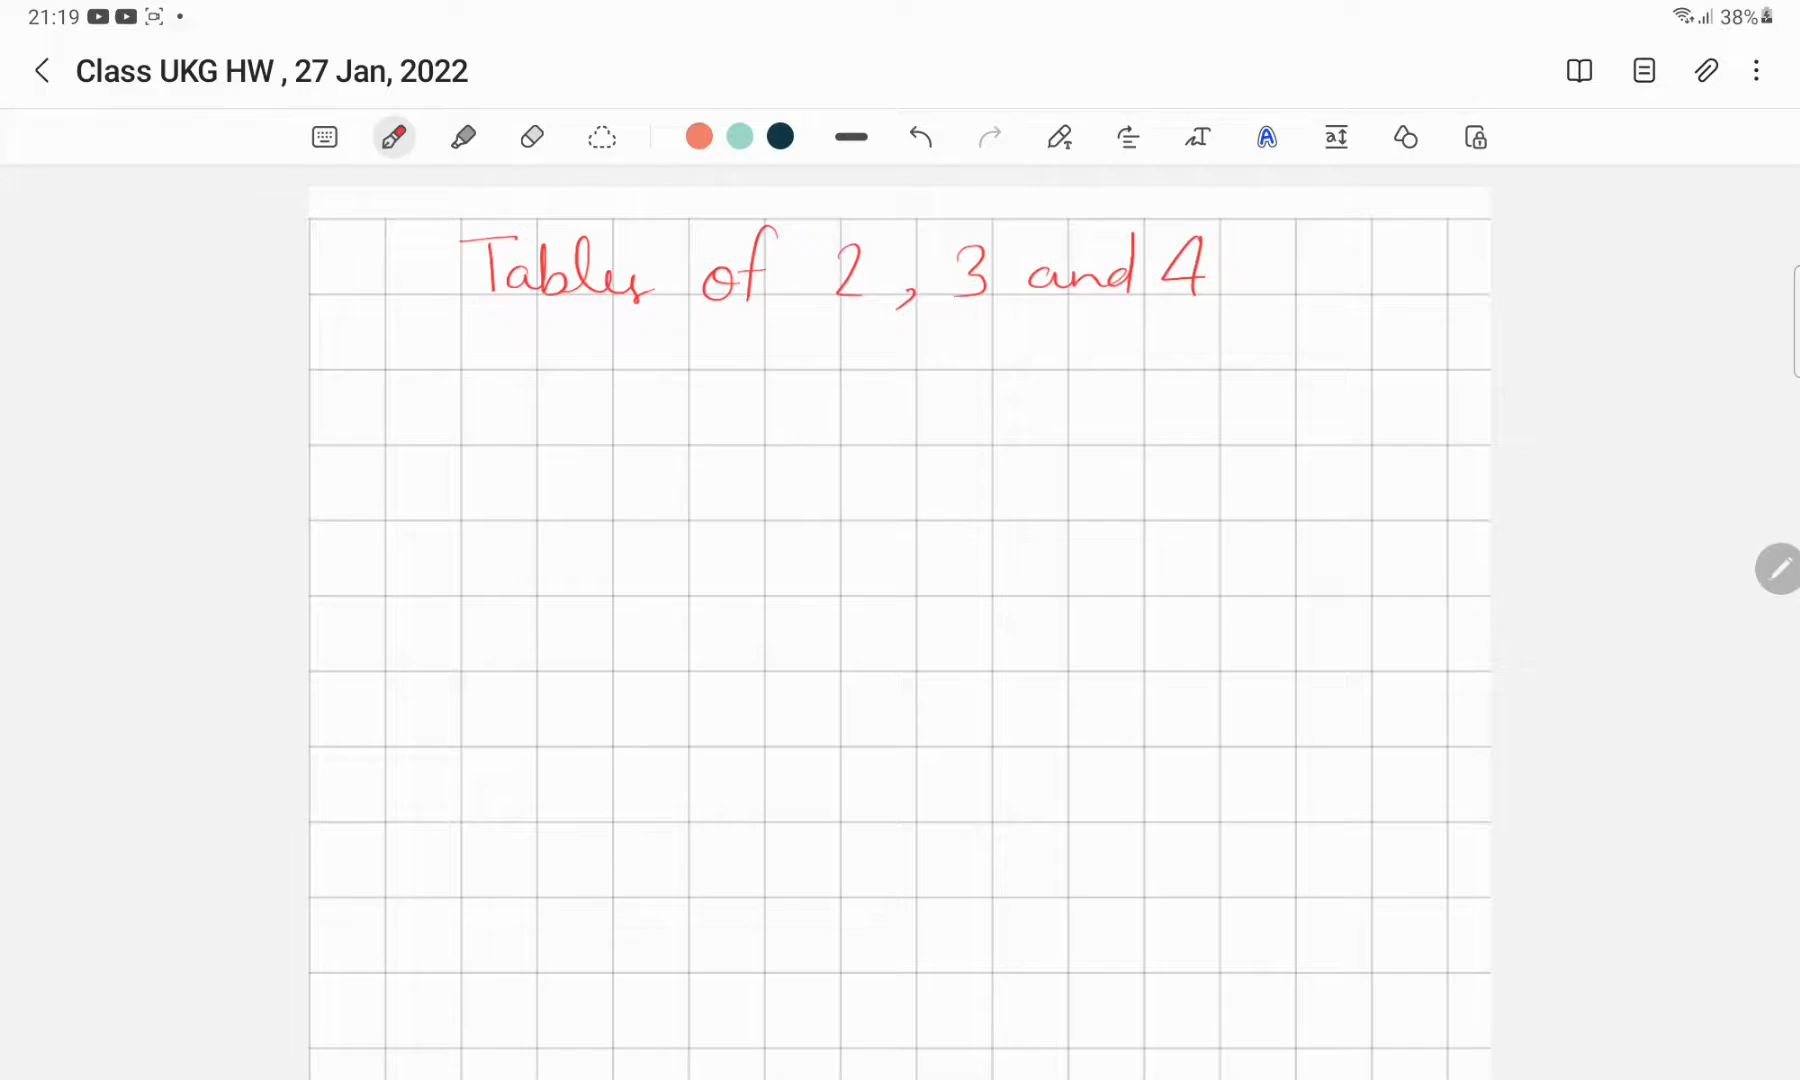 21:19 38%
Class UKG HW , 27 Jan, 2022
Tables of 2 , 3 and 4